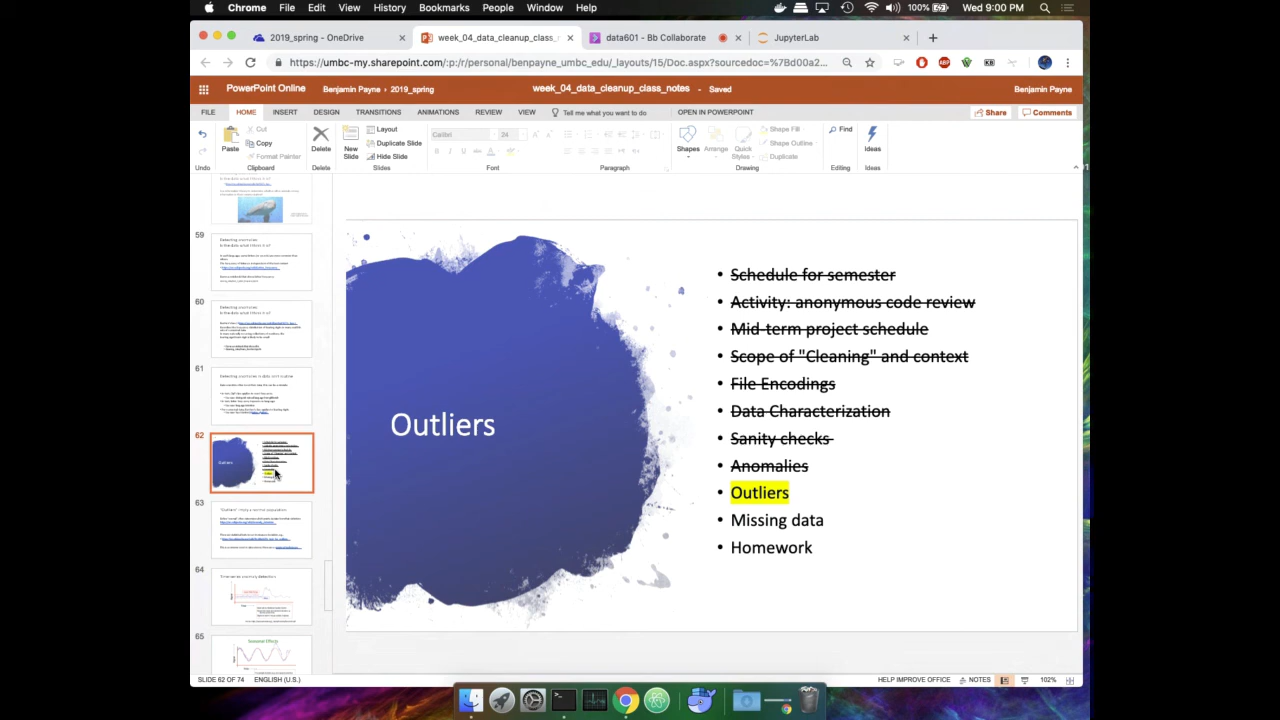 Chrome File Edit View History Bookmarks People Window Help 100% Wed 9:00 PM
2019_spring - OneDrive week_04_data_cleanup_class_ data601 - Bb Collaborate JupyterLab
https://umbc-my.sharepoint.com/:p:/r/personal/benpayne_umbc_edu/_layouts/15/Doc.aspx?sourcedoc=%7Bd00a2...
PowerPoint Online Benjamin Payne › 2019_spring week_04_data_cleanup_class_notes - Saved Benjamin Payne
FILE HOME INSERT DESIGN TRANSITIONS ANIMATIONS REVIEW VIEW Tell me what you want to do OPEN IN POWERPOINT Share Comments
Cut Layout Calibri 24 Shape Fill Find
Copy Duplicate Slide Shape Outline
Paste Delete New Slide Shapes Arrange Quick Styles Ideas
Format Painter Hide Slide Duplicate
Undo Clipboard Delete Slides Font Paragraph Drawing Editing Ideas
59
60
61
62
63
64
65
Outliers
• Schedule for semester
• Activity: anonymous code review
• Mid-term project schedule
• Scope of "Cleaning" and context
• File Encodings
• Data Characterization
• Sanity checks
• Anomalies
• Outliers
• Missing data
• Homework
SLIDE 62 OF 74 ENGLISH (U.S.) HELP IMPROVE OFFICE NOTES 102%